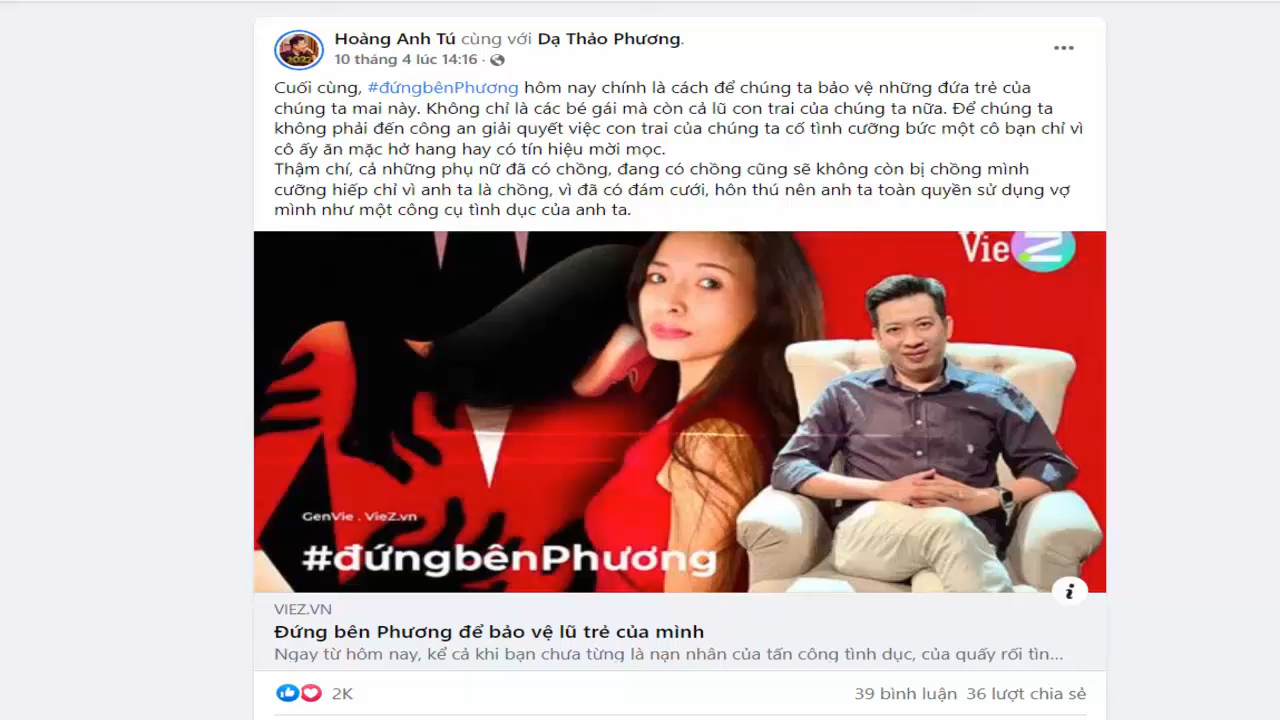 Hoàng Anh Tú cùng với Dạ Thảo Phương.
10 tháng 4 lúc 14:16 ·
Cuối cùng, #đứngbênPhương hôm nay chính là cách để chúng ta bảo vệ những đứa trẻ của
chúng ta mai này. Không chỉ là các bé gái mà còn cả lũ con trai của chúng ta nữa. Để chúng ta
không phải đến công an giải quyết việc con trai của chúng ta cố tình cưỡng bức một cô bạn chỉ vì
cô ấy ăn mặc hở hang hay có tín hiệu mời mọc.
Thậm chí, cả những phụ nữ đã có chồng, đang có chồng cũng sẽ không còn bị chồng mình
cưỡng hiếp chỉ vì anh ta là chồng, vì đã có đám cưới, hôn thú nên anh ta toàn quyền sử dụng vợ
mình như một công cụ tình dục của anh ta.
VieZ
GenVie . VieZ.vn
#đứngbênPhương
VIEZ.VN
Đứng bên Phương để bảo vệ lũ trẻ của mình
Ngay từ hôm nay, kể cả khi bạn chưa từng là nạn nhân của tấn công tình dục, của quấy rối tìn...
2K
39 bình luận 36 lượt chia sẻ